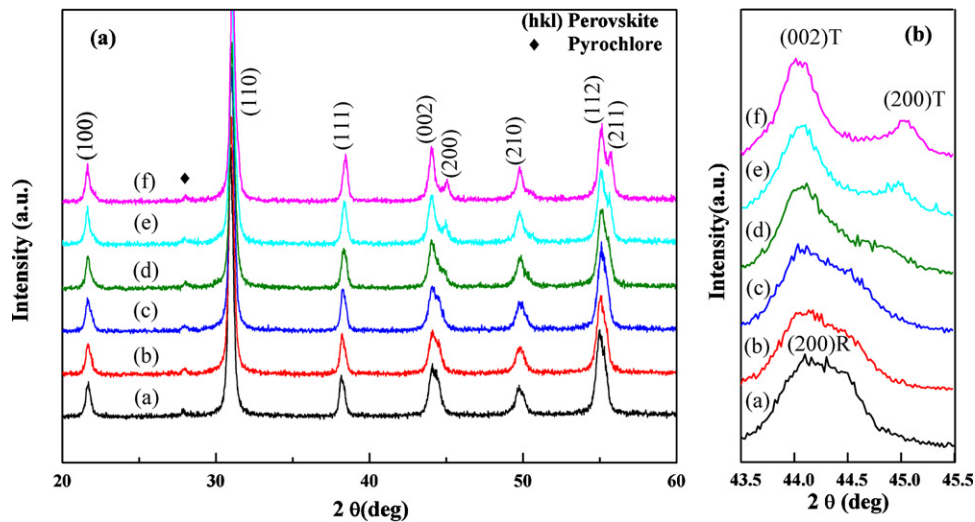 (a)
(hkl) Perovskite
♦ Pyrochlore
(100)
(110)
(111)
(002)
(200)
(210)
(112)
(211)
(f)
(e)
(d)
(c)
(b)
(a)
Intensity (a.u.)
20 30 40 50 60
2 θ(deg)
(b)
(002)T
(200)T
(f)
(e)
(d)
(c)
(b)
(200)R
(a)
Intensity(a.u.)
43.5 44.0 44.5 45.0 45.5
2 θ (deg)